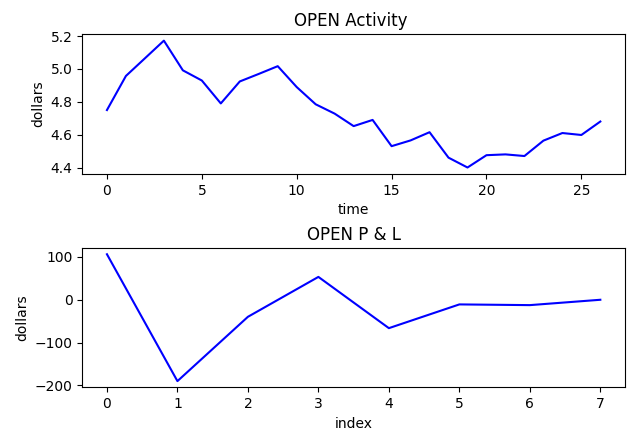 OPEN Activity
5.2
5.0
4.8
4.6
4.4
dollars
0 5 10 15 20 25
time
OPEN P & L
100
0
−100
−200
dollars
0 1 2 3 4 5 6 7
index